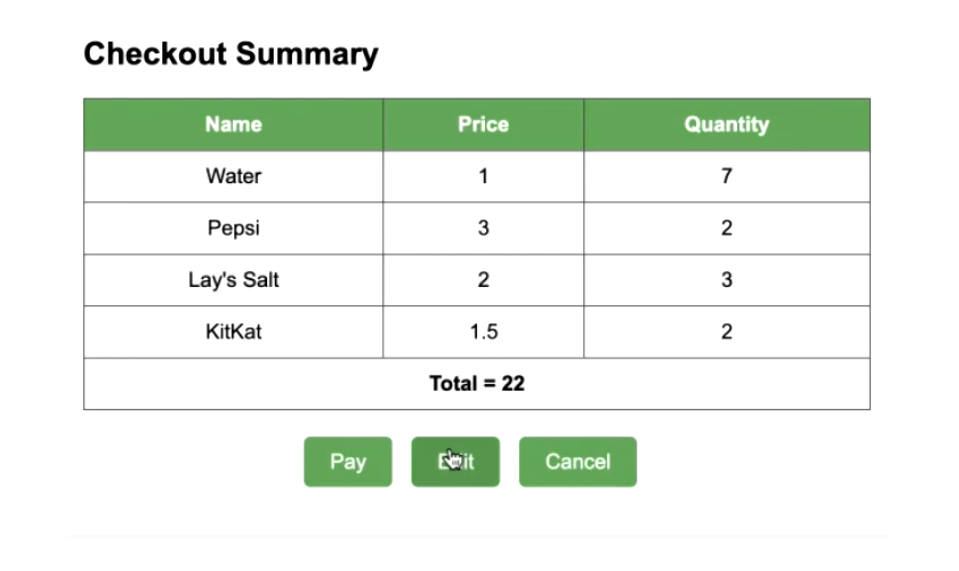 Checkout Summary
Name Price Quantity
Water 1 7
Pepsi 3 2
Lay's Salt 2 3
KitKat 1.5 2
Total = 22
Pay Cancel